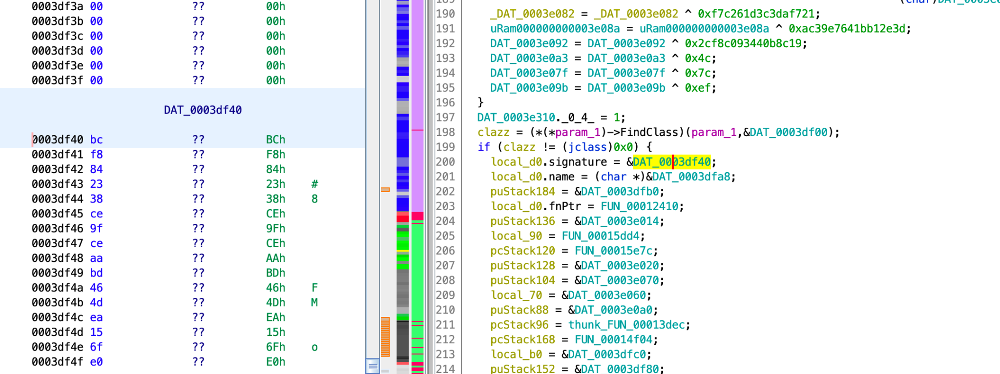 0003df3a 00 ?? 00h
0003df3b 00 ?? 00h
0003df3c 00 ?? 00h
0003df3d 00 ?? 00h
0003df3e 00 ?? 00h
0003df3f 00 ?? 00h
DAT_0003df40
0003df40 bc ?? BCh
0003df41 f8 ?? F8h
0003df42 84 ?? 84h
0003df43 23 ?? 23h #
0003df44 38 ?? 38h 8
0003df45 ce ?? CEh
0003df46 9f ?? 9Fh
0003df47 ce ?? CEh
0003df48 aa ?? AAh
0003df49 bd ?? BDh
0003df4a 46 ?? 46h F
0003df4b 4d ?? 4Dh M
0003df4c ea ?? EAh
0003df4d 15 ?? 15h
0003df4e 6f ?? 6Fh o
0003df4f e0 ?? E0h
189
190 _DAT_0003e082 = _DAT_0003e082 ^ 0xf7c261d3c3daf721;
191 uRam000000000003e08a = uRam000000000003e08a ^ 0xac39e7641bb12e3d;
192 DAT_0003e092 = DAT_0003e092 ^ 0x2cf8c093440b8c19;
193 DAT_0003e0a3 = DAT_0003e0a3 ^ 0x4c;
194 DAT_0003e07f = DAT_0003e07f ^ 0x7c;
195 DAT_0003e09b = DAT_0003e09b ^ 0xef;
196 }
197 DAT_0003e310._0_4_ = 1;
198 clazz = (*(*param_1)->FindClass)(param_1,&DAT_0003df00);
199 if (clazz != (jclass)0x0) {
200 local_d0.signature = &DAT_0003df40;
201 local_d0.name = (char *)&DAT_0003dfa8;
202 puStack184 = &DAT_0003dfb0;
203 local_d0.fnPtr = FUN_00012410;
204 puStack136 = &DAT_0003e014;
205 local_90 = FUN_00015dd4;
206 pcStack120 = FUN_00015e7c;
207 puStack128 = &DAT_0003e020;
208 puStack104 = &DAT_0003e070;
209 local_70 = &DAT_0003e060;
210 puStack88 = &DAT_0003e0a0;
211 pcStack96 = thunk_FUN_00013dec;
212 pcStack168 = FUN_00014f04;
213 local_b0 = &DAT_0003dfc0;
214 puStack152 = &DAT_0003df80;